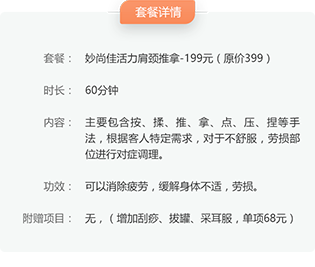 套餐详情
套餐： 妙尚佳活力肩颈推拿-199元（原价399）
时长： 60分钟
内容： 主要包含按、揉、推、拿、点、压、捏等手
法，根据客人特定需求，对于不舒服，劳损部
位进行对症调理。
功效： 可以消除疲劳，缓解身体不适，劳损。
附赠项目： 无，（增加刮痧、拔罐、采耳服，单项68元）